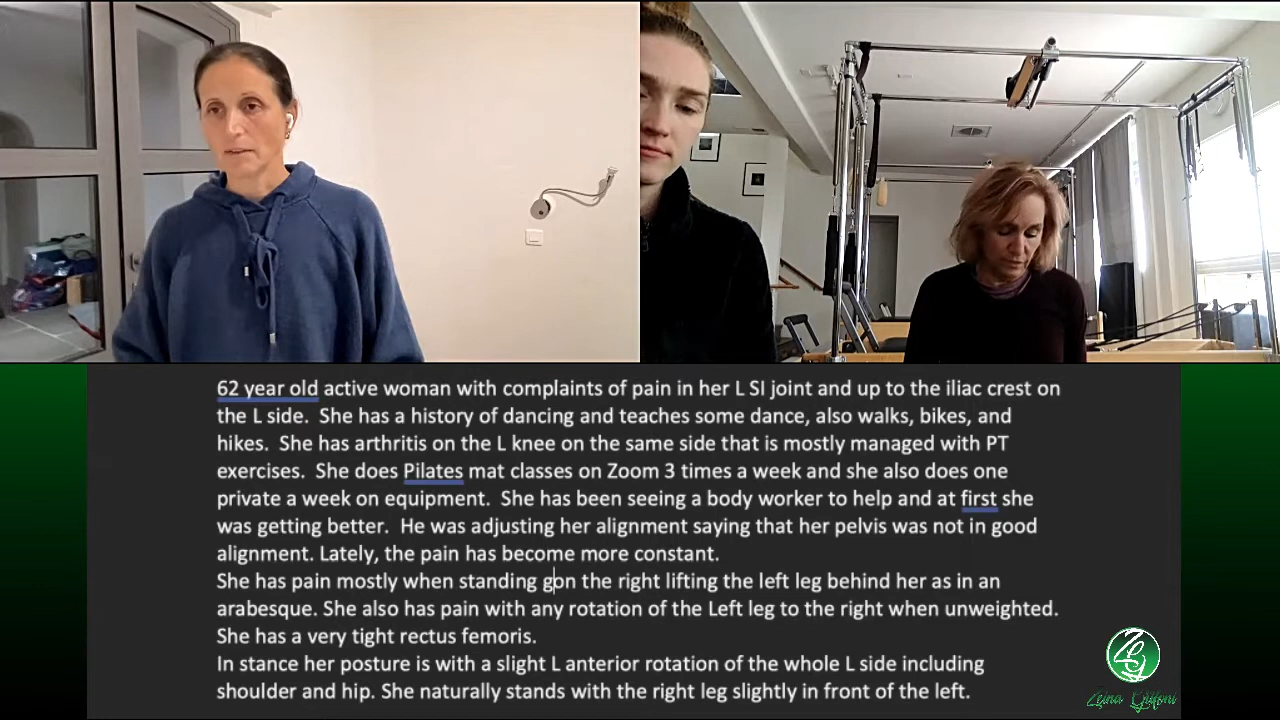 62 year old active woman with complaints of pain in her L SI joint and up to the iliac crest on
the L side.  She has a history of dancing and teaches some dance, also walks, bikes, and
hikes.  She has arthritis on the L knee on the same side that is mostly managed with PT
exercises.  She does Pilates mat classes on Zoom 3 times a week and she also does one
private a week on equipment.  She has been seeing a body worker to help and at first she
was getting better.  He was adjusting her alignment saying that her pelvis was not in good
alignment. Lately, the pain has become more constant.
She has pain mostly when standing gon the right lifting the left leg behind her as in an
arabesque. She also has pain with any rotation of the Left leg to the right when unweighted.
She has a very tight rectus femoris.
In stance her posture is with a slight L anterior rotation of the whole L side including
shoulder and hip. She naturally stands with the right leg slightly in front of the left.